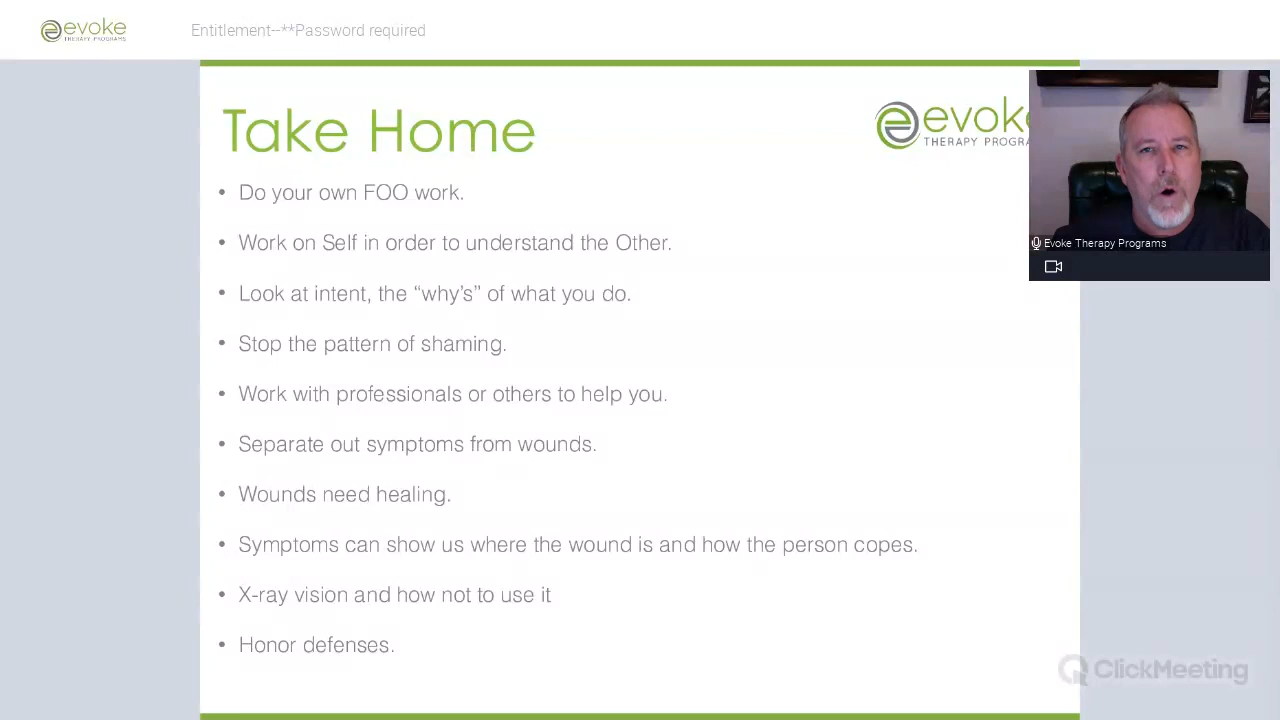 evoke
THERAPY PROGRAMS
Entitlement--**Password required
Take Home
evoke
THERAPY PROGRA
• Do your own FOO work.
• Work on Self in order to understand the Other.
• Look at intent, the “why’s” of what you do.
• Stop the pattern of shaming.
• Work with professionals or others to help you.
• Separate out symptoms from wounds.
• Wounds need healing.
• Symptoms can show us where the wound is and how the person copes.
• X-ray vision and how not to use it
• Honor defenses.
Evoke Therapy Programs
ClickMeeting